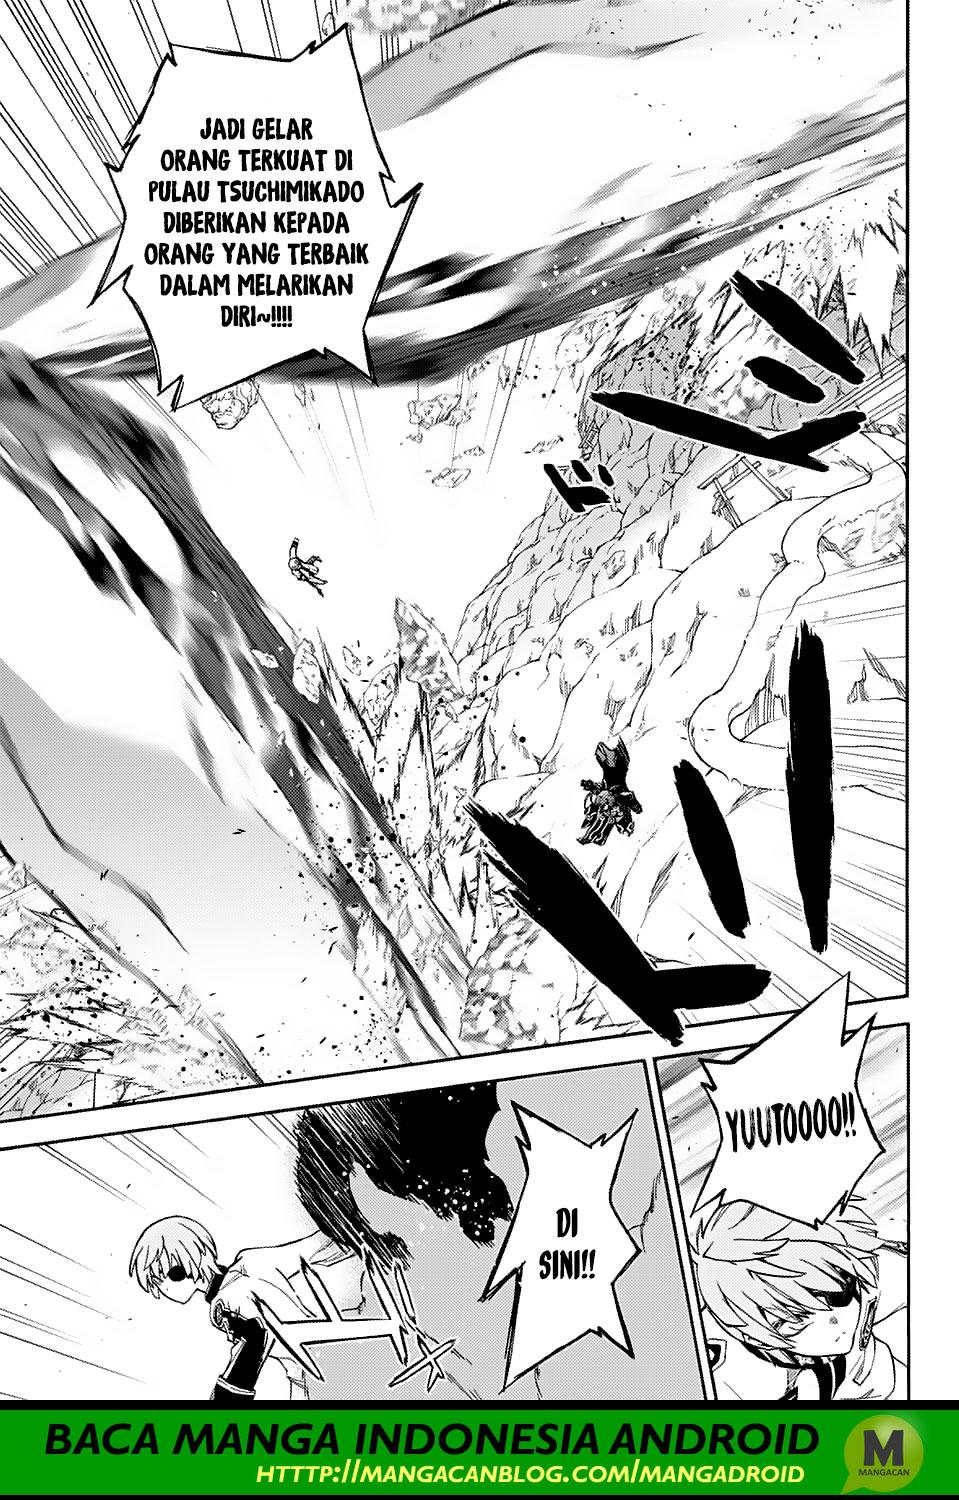 JADI GELAR
ORANG TERKUAT DI
PULAU TSUCHIMIKADO
DIBERIKAN KEPADA
ORANG YANG TERBAIK
DALAM MELARIKAN
DIRI~!!!!
YUUTOOOO!!
DI
SINI!!
BACA MANGA INDONESIA ANDROID
HTTTP://MANGACANBLOG.COM/MANGADROID
M
MANGACAN